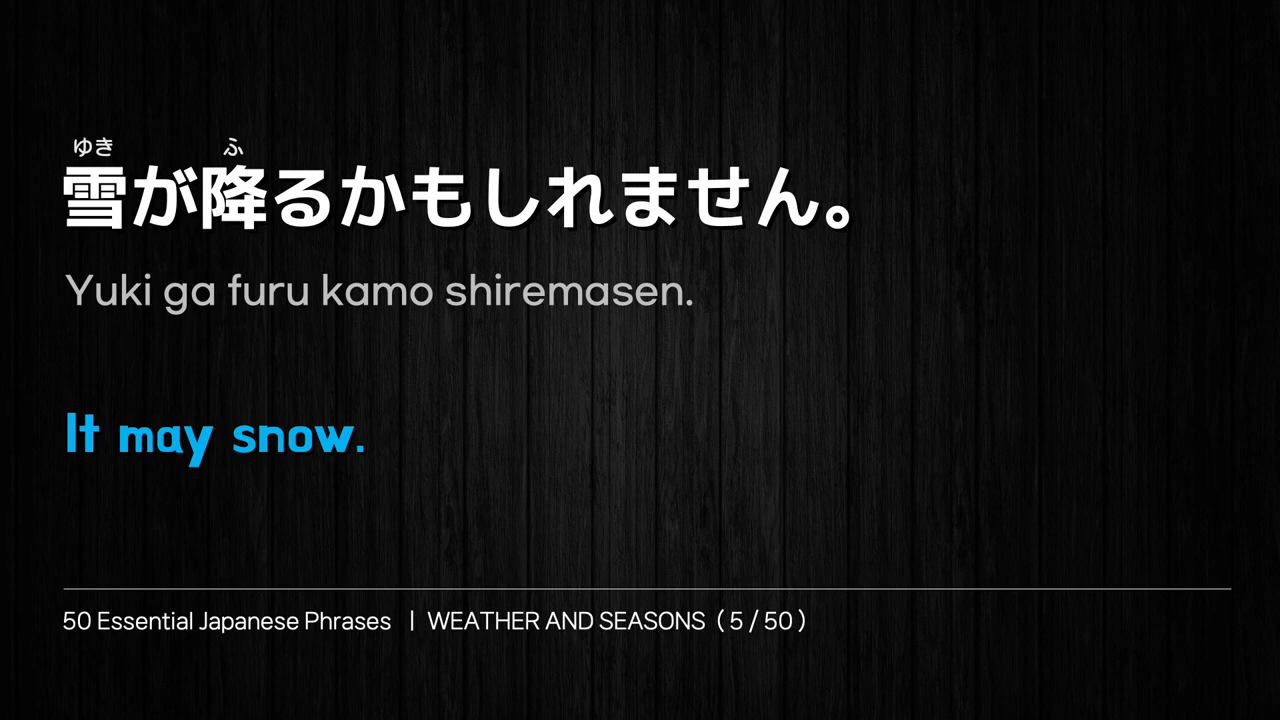 ゆき ふ
雪が降るかもしれません。
Yuki ga furu kamo shiremasen.
It may snow.
50 Essential Japanese Phrases | WEATHER AND SEASONS ( 5 / 50 )